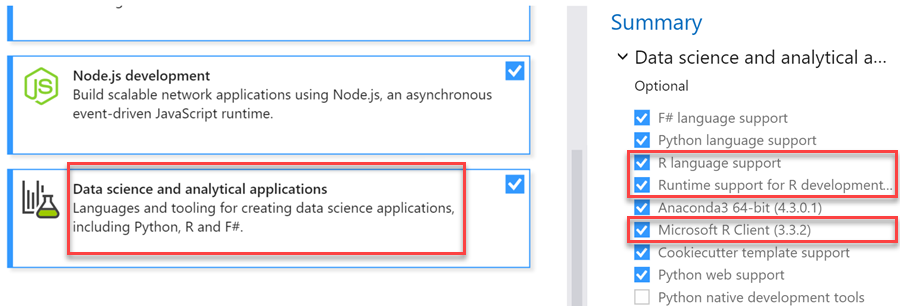 Node.js development
Build scalable network applications using Node.js, an asynchronous
event-driven JavaScript runtime.
Data science and analytical applications
Languages and tooling for creating data science applications,
including Python, R and F#.
Summary
Data science and analytical a...
Optional
F# language support
Python language support
R language support
Runtime support for R development...
Anaconda3 64-bit (4.3.0.1)
Microsoft R Client (3.3.2)
Cookiecutter template support
Python web support
Python native development tools